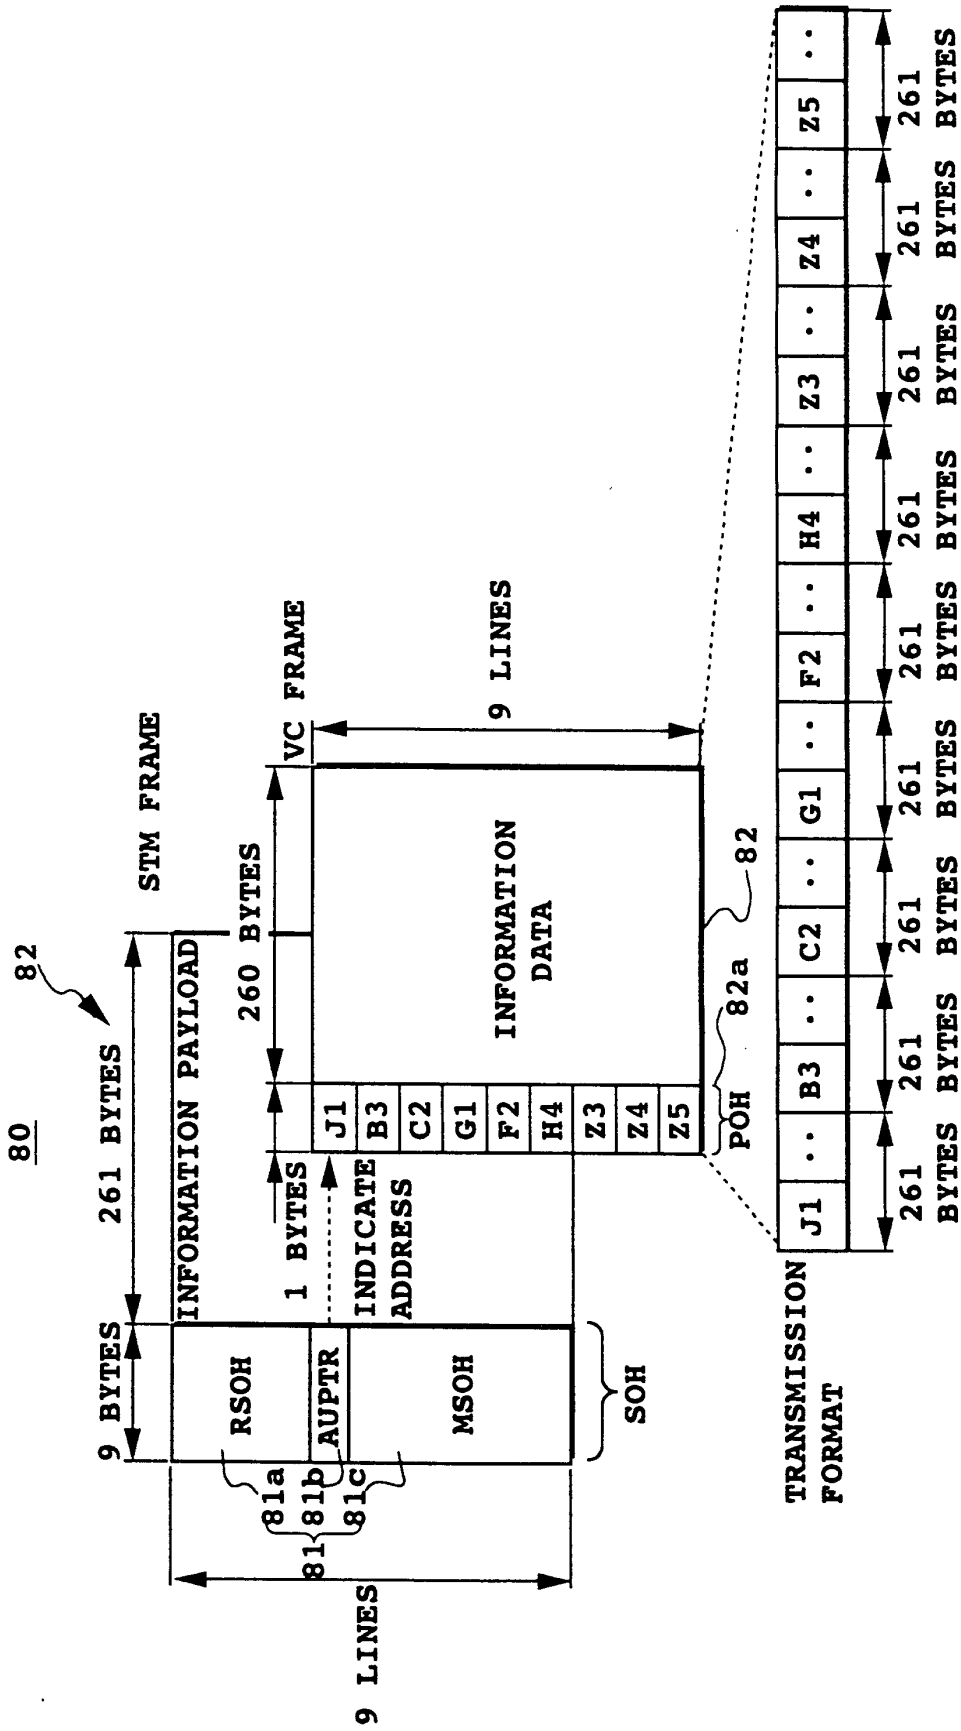 80
82
STM FRAME
9 BYTES
261 BYTES
INFORMATION PAYLOAD
260 BYTES
VC FRAME
1 BYTES
9 LINES
81
81a
81b
81c
RSOH
AUPTR
MSOH
SOH
INDICATE
ADDRESS
J1
B3
C2
G1
F2
H4
Z3
Z4
Z5
INFORMATION
DATA
9 LINES
POH
82a
82
TRANSMISSION
FORMAT
J1 ·· B3 ·· C2 ·· G1 ·· F2 ·· H4 ·· Z3 ·· Z4 ·· Z5 ··
261 261 261 261 261 261 261 261 261
BYTES BYTES BYTES BYTES BYTES BYTES BYTES BYTES BYTES